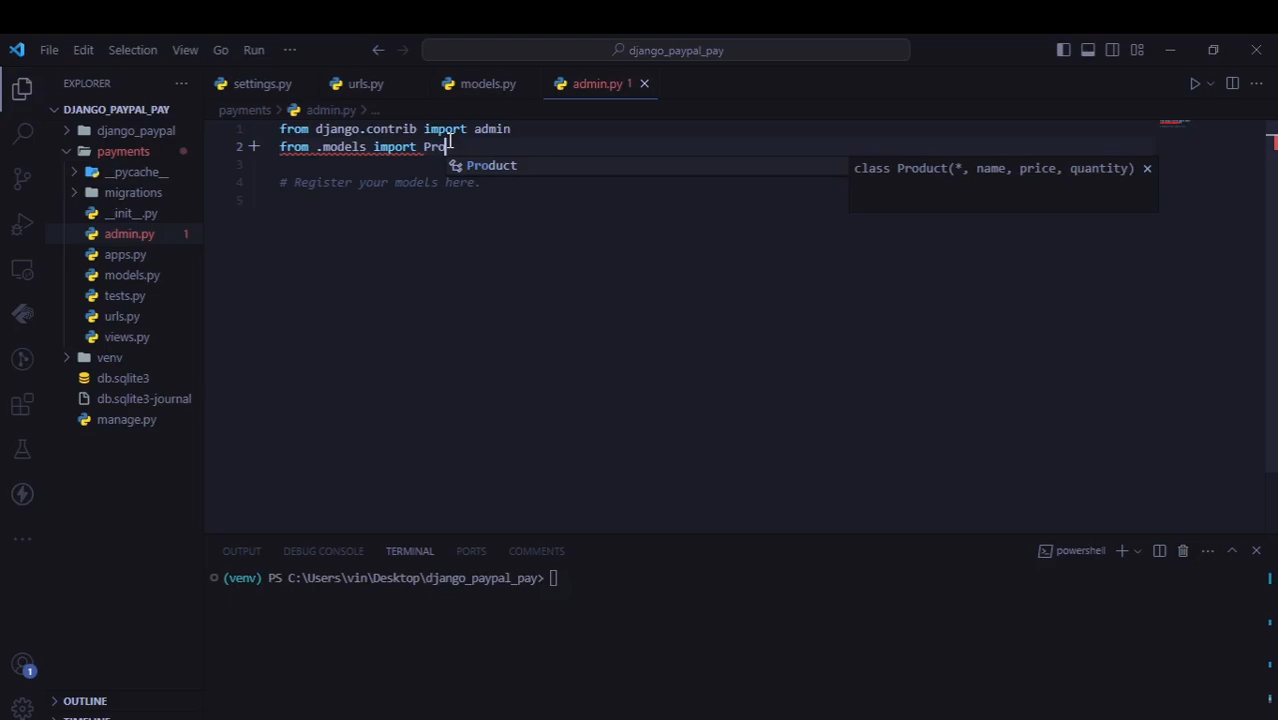 File Edit Selection View Go Run ··· django_paypal_pay
EXPLORER ··· settings.py urls.py models.py admin.py 1
DJANGO_PAYPAL_PAY
django_paypal
payments
__pycache__
migrations
__init__.py
admin.py 1
apps.py
models.py
tests.py
urls.py
views.py
venv
db.sqlite3
db.sqlite3-journal
manage.py
OUTLINE
payments > admin.py > ...
1 from django.contrib import admin
2 from .models import Pro
Product
class Product(*, name, price, quantity)
3
4 # Register your models here.
5
OUTPUT DEBUG CONSOLE TERMINAL PORTS COMMENTS powershell
(venv) PS C:\Users\vin\Desktop\django_paypal_pay>
1